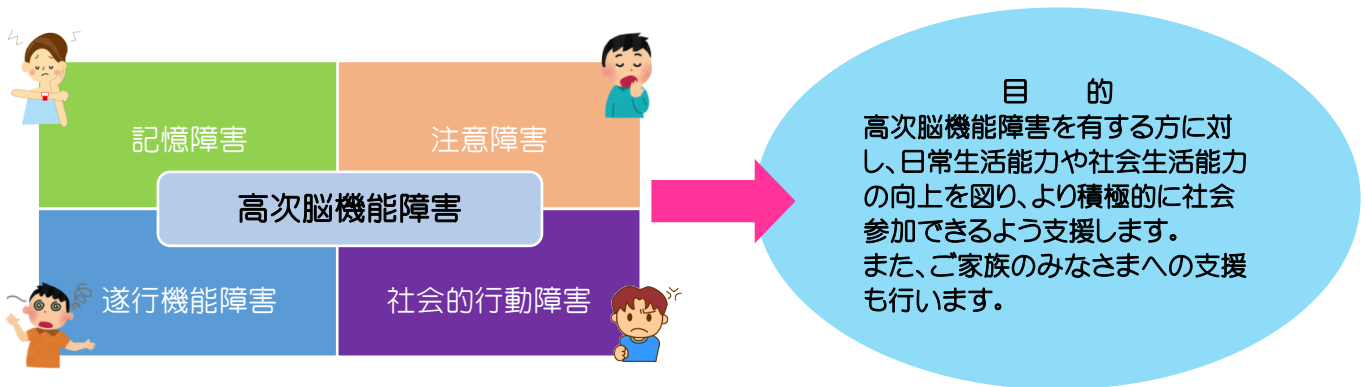 記憶障害
注意障害
高次脳機能障害
遂行機能障害
社会的行動障害
目　的
高次脳機能障害を有する方に対
し、日常生活能力や社会生活能力
の向上を図り、より積極的に社会
参加できるよう支援します。
また、ご家族のみなさまへの支援
も行います。